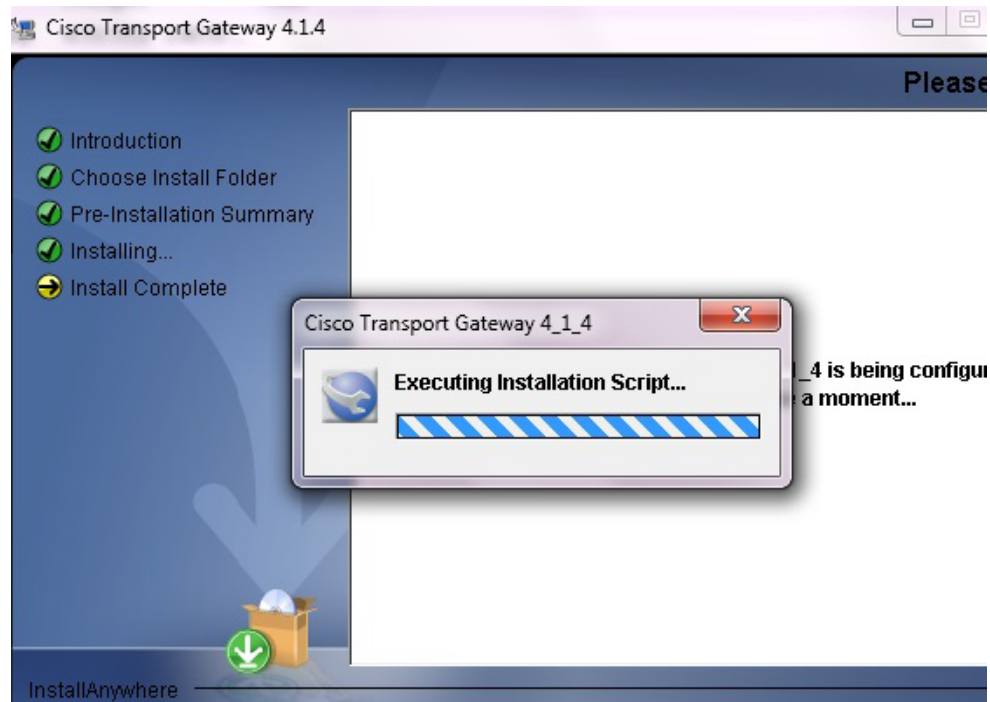 Cisco Transport Gateway 4.1.4
Please
Introduction
Choose Install Folder
Pre-Installation Summary
Installing...
Install Complete
Cisco Transport Gateway 4_1_4
Executing Installation Script...
_4 is being configur
a moment...
InstallAnywhere